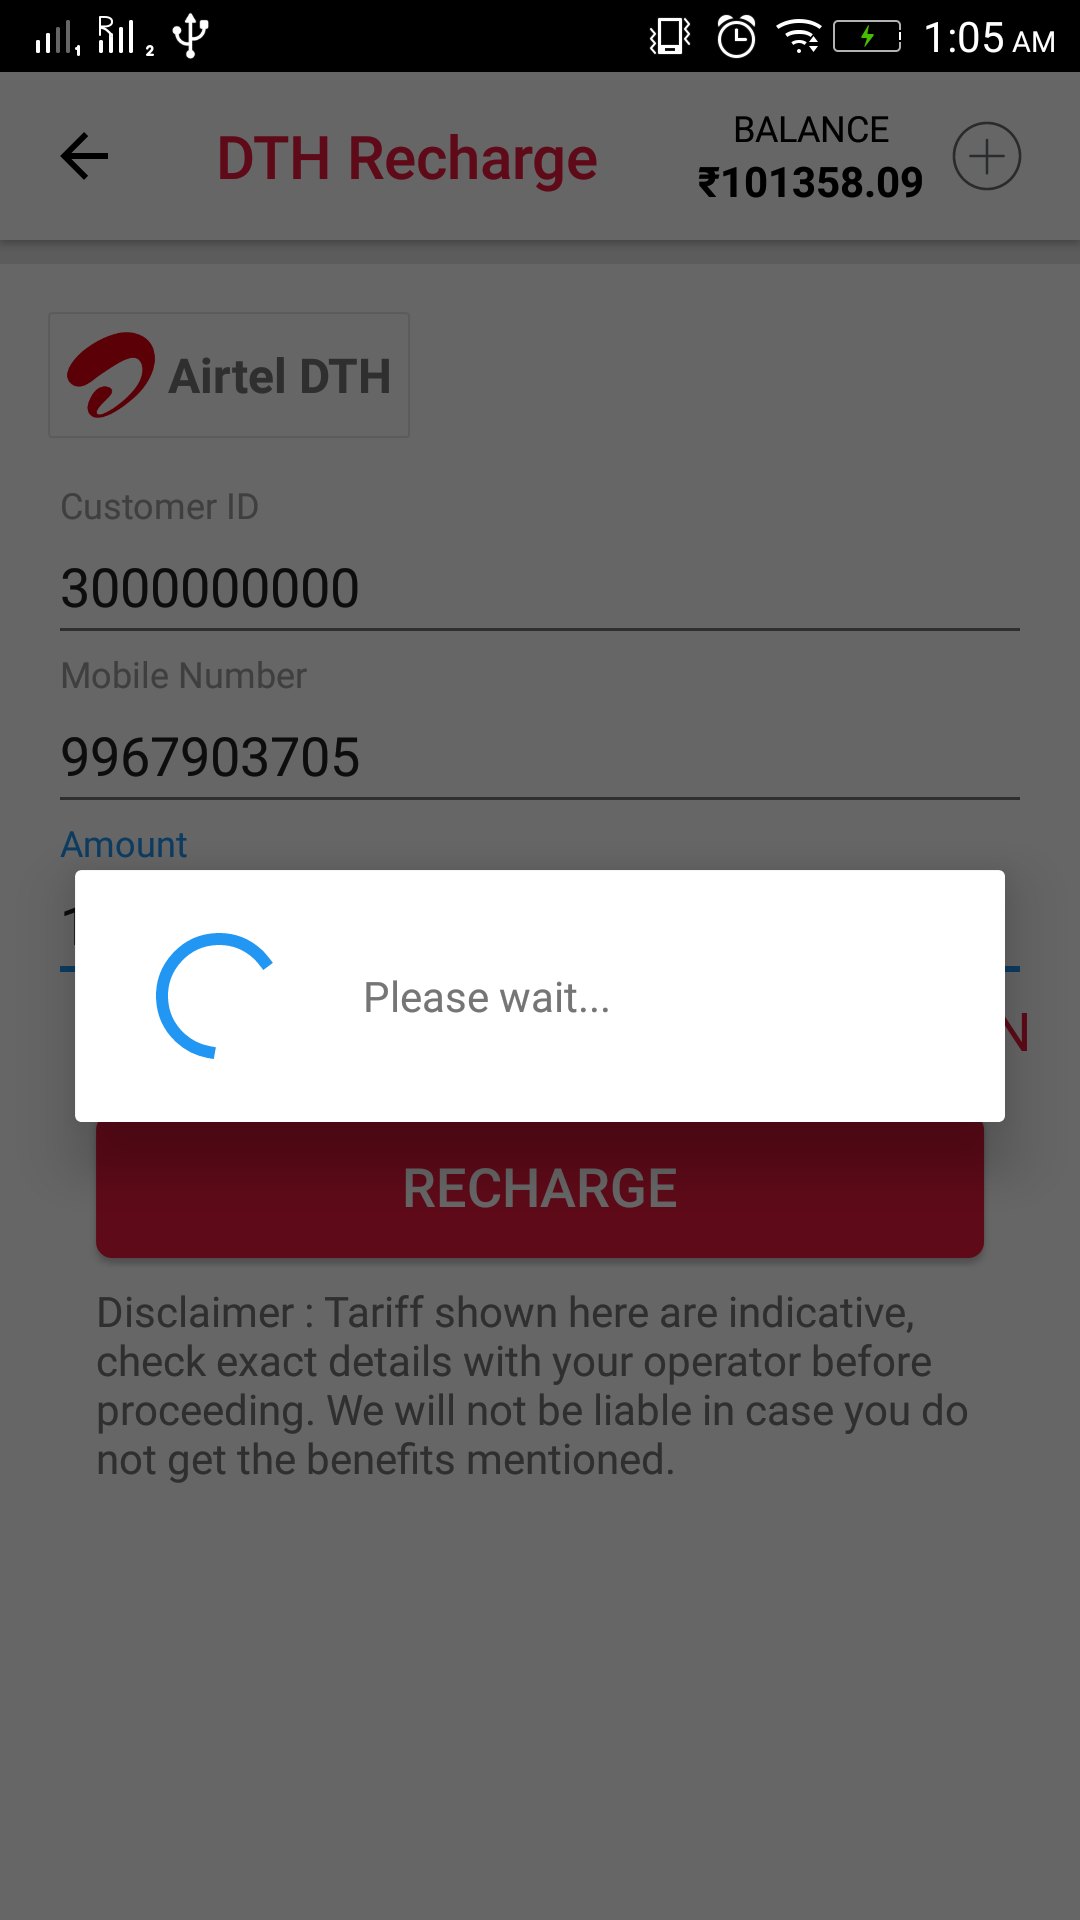 1:05 AM
DTH Recharge
BALANCE
₹101358.09
Airtel DTH
Customer ID
3000000000
Mobile Number
9967903705
Amount
Please wait...
RECHARGE
Disclaimer : Tariff shown here are indicative,
check exact details with your operator before
proceeding. We will not be liable in case you do
not get the benefits mentioned.